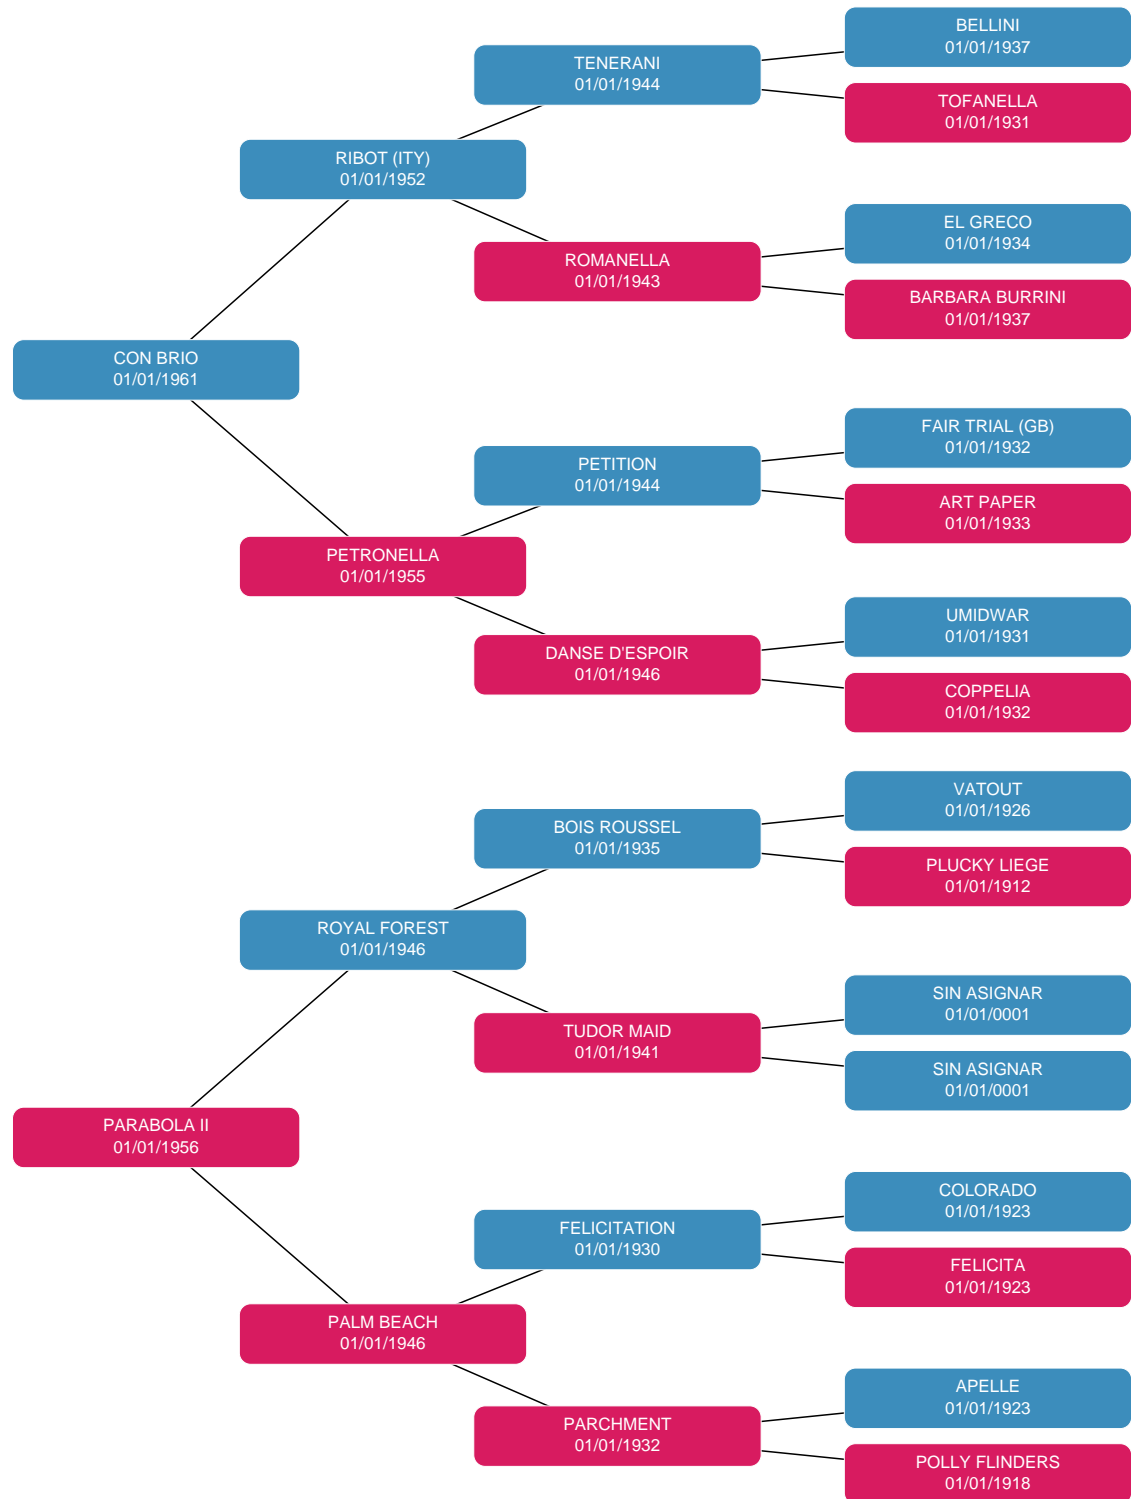 BELLINI
01/01/1937
TENERANI
01/01/1944
TOFANELLA
01/01/1931
RIBOT (ITY)
01/01/1952
EL GRECO
01/01/1934
ROMANELLA
01/01/1943
BARBARA BURRINI
01/01/1937
CON BRIO
01/01/1961
FAIR TRIAL (GB)
01/01/1932
PETITION
01/01/1944
ART PAPER
01/01/1933
PETRONELLA
01/01/1955
UMIDWAR
01/01/1931
DANSE D'ESPOIR
01/01/1946
COPPELIA
01/01/1932
VATOUT
01/01/1926
BOIS ROUSSEL
01/01/1935
PLUCKY LIEGE
01/01/1912
ROYAL FOREST
01/01/1946
SIN ASIGNAR
01/01/0001
TUDOR MAID
01/01/1941
SIN ASIGNAR
01/01/0001
PARABOLA II
01/01/1956
COLORADO
01/01/1923
FELICITATION
01/01/1930
FELICITA
01/01/1923
PALM BEACH
01/01/1946
APELLE
01/01/1923
PARCHMENT
01/01/1932
POLLY FLINDERS
01/01/1918